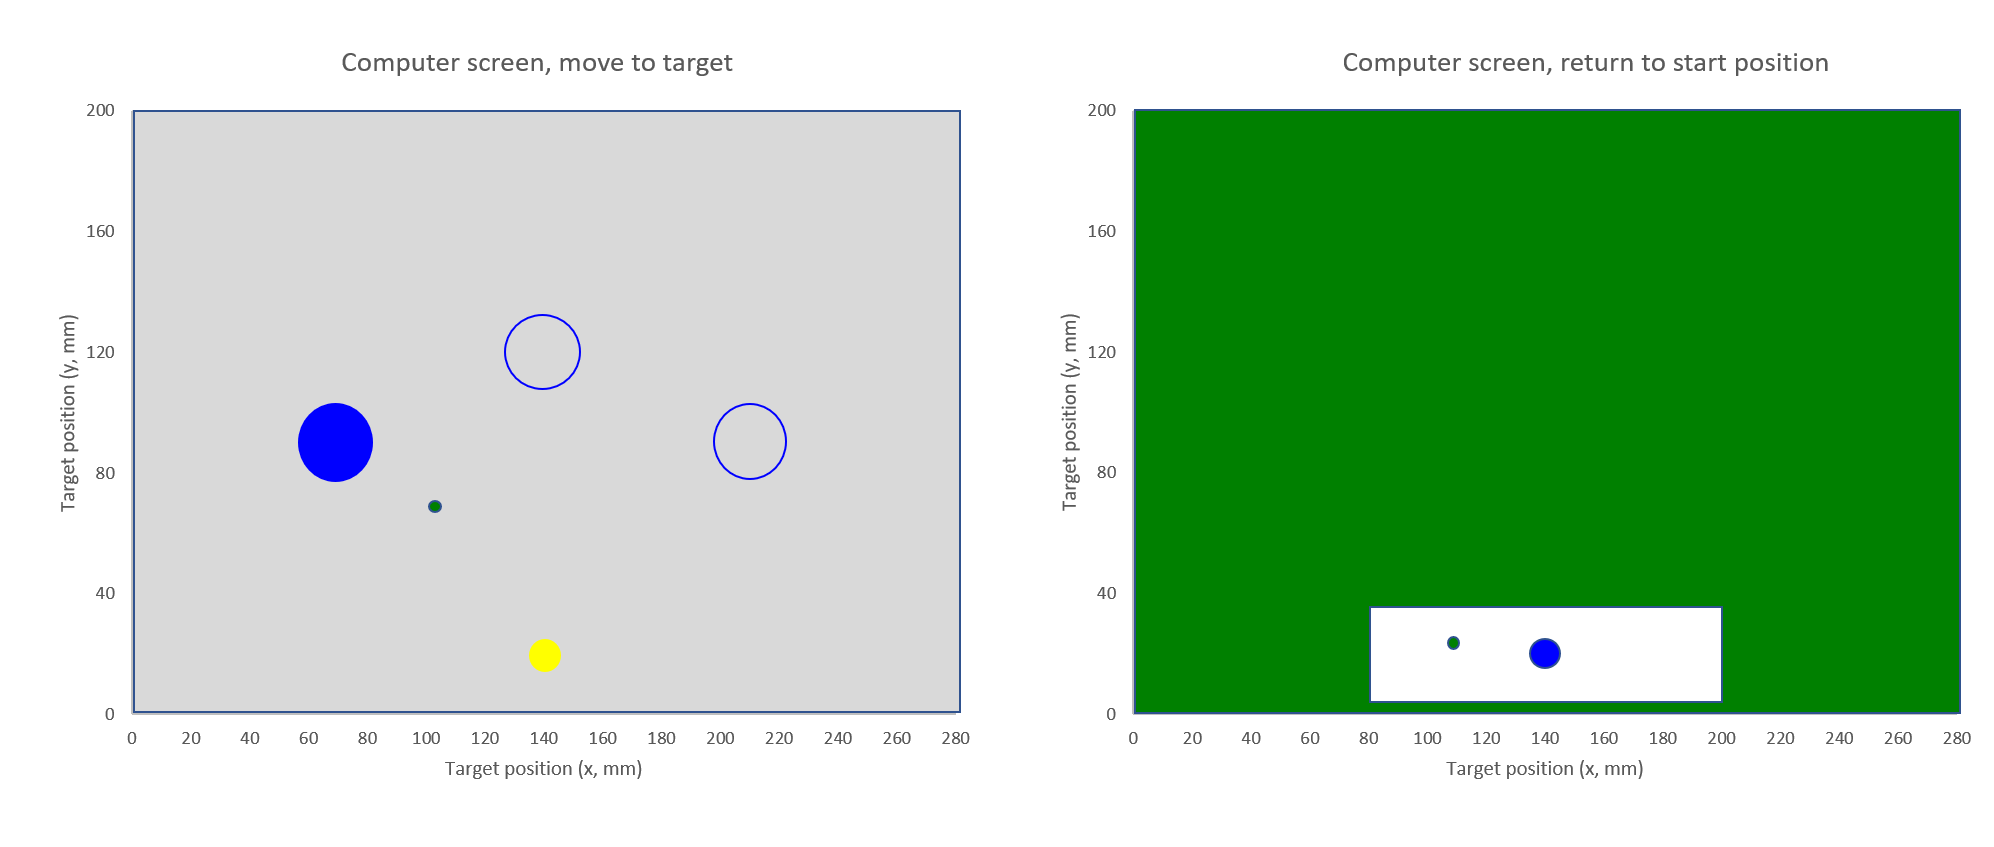 Computer screen, move to target
200
160
120
80
40
0
Target position (y, mm)
0 20 40 60 80 100 120 140 160 180 200 220 240 260 280
Target position (x, mm)
Computer screen, return to start position
200
160
120
80
40
0
Target position (y, mm)
0 20 40 60 80 100 120 140 160 180 200 220 240 260 280
Target position (x, mm)